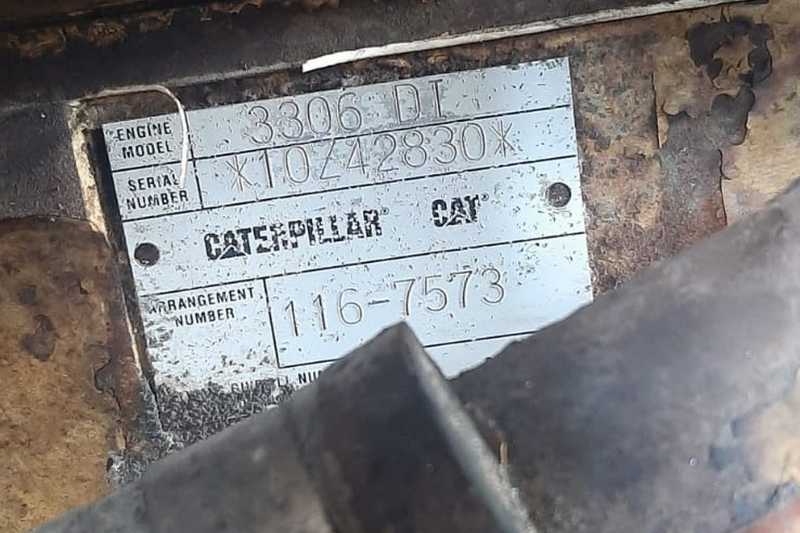 ENGINE MODEL 3306 DI
SERIAL NUMBER *10Z42830*
CATERPILLAR® CAT®
ARRANGEMENT NUMBER 116-7573